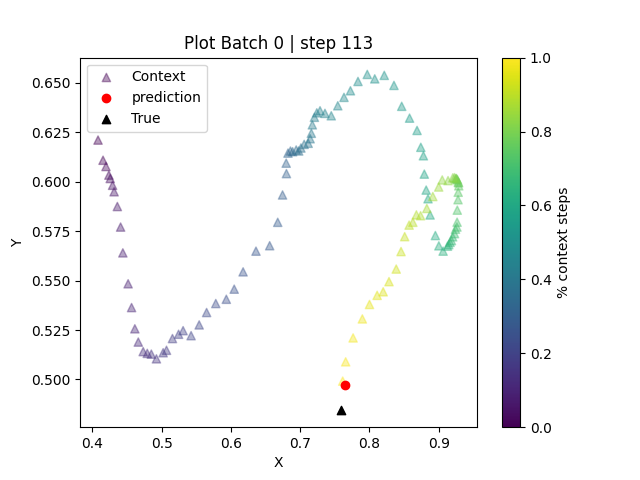 Plot Batch 0 | step 113
Context
prediction
True
0.650
0.625
0.600
0.575
0.550
0.525
0.500
Y
0.4 0.5 0.6 0.7 0.8 0.9
X
1.0
0.8
0.6
0.4
0.2
0.0
% context steps